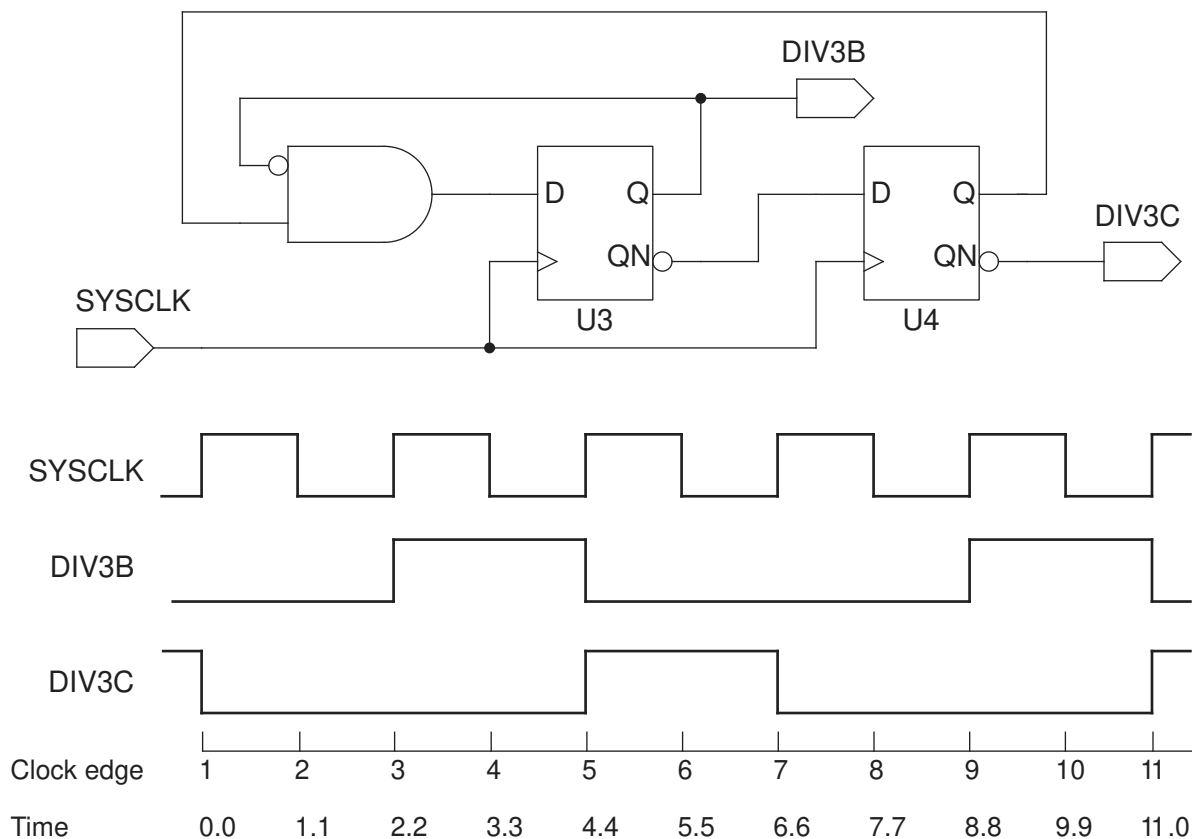 DIV3B
D Q D Q
DIV3C
QN QN
SYSCLK
U3 U4
SYSCLK
DIV3B
DIV3C
Clock edge 1 2 3 4 5 6 7 8 9 10 11
Time 0.0 1.1 2.2 3.3 4.4 5.5 6.6 7.7 8.8 9.9 11.0